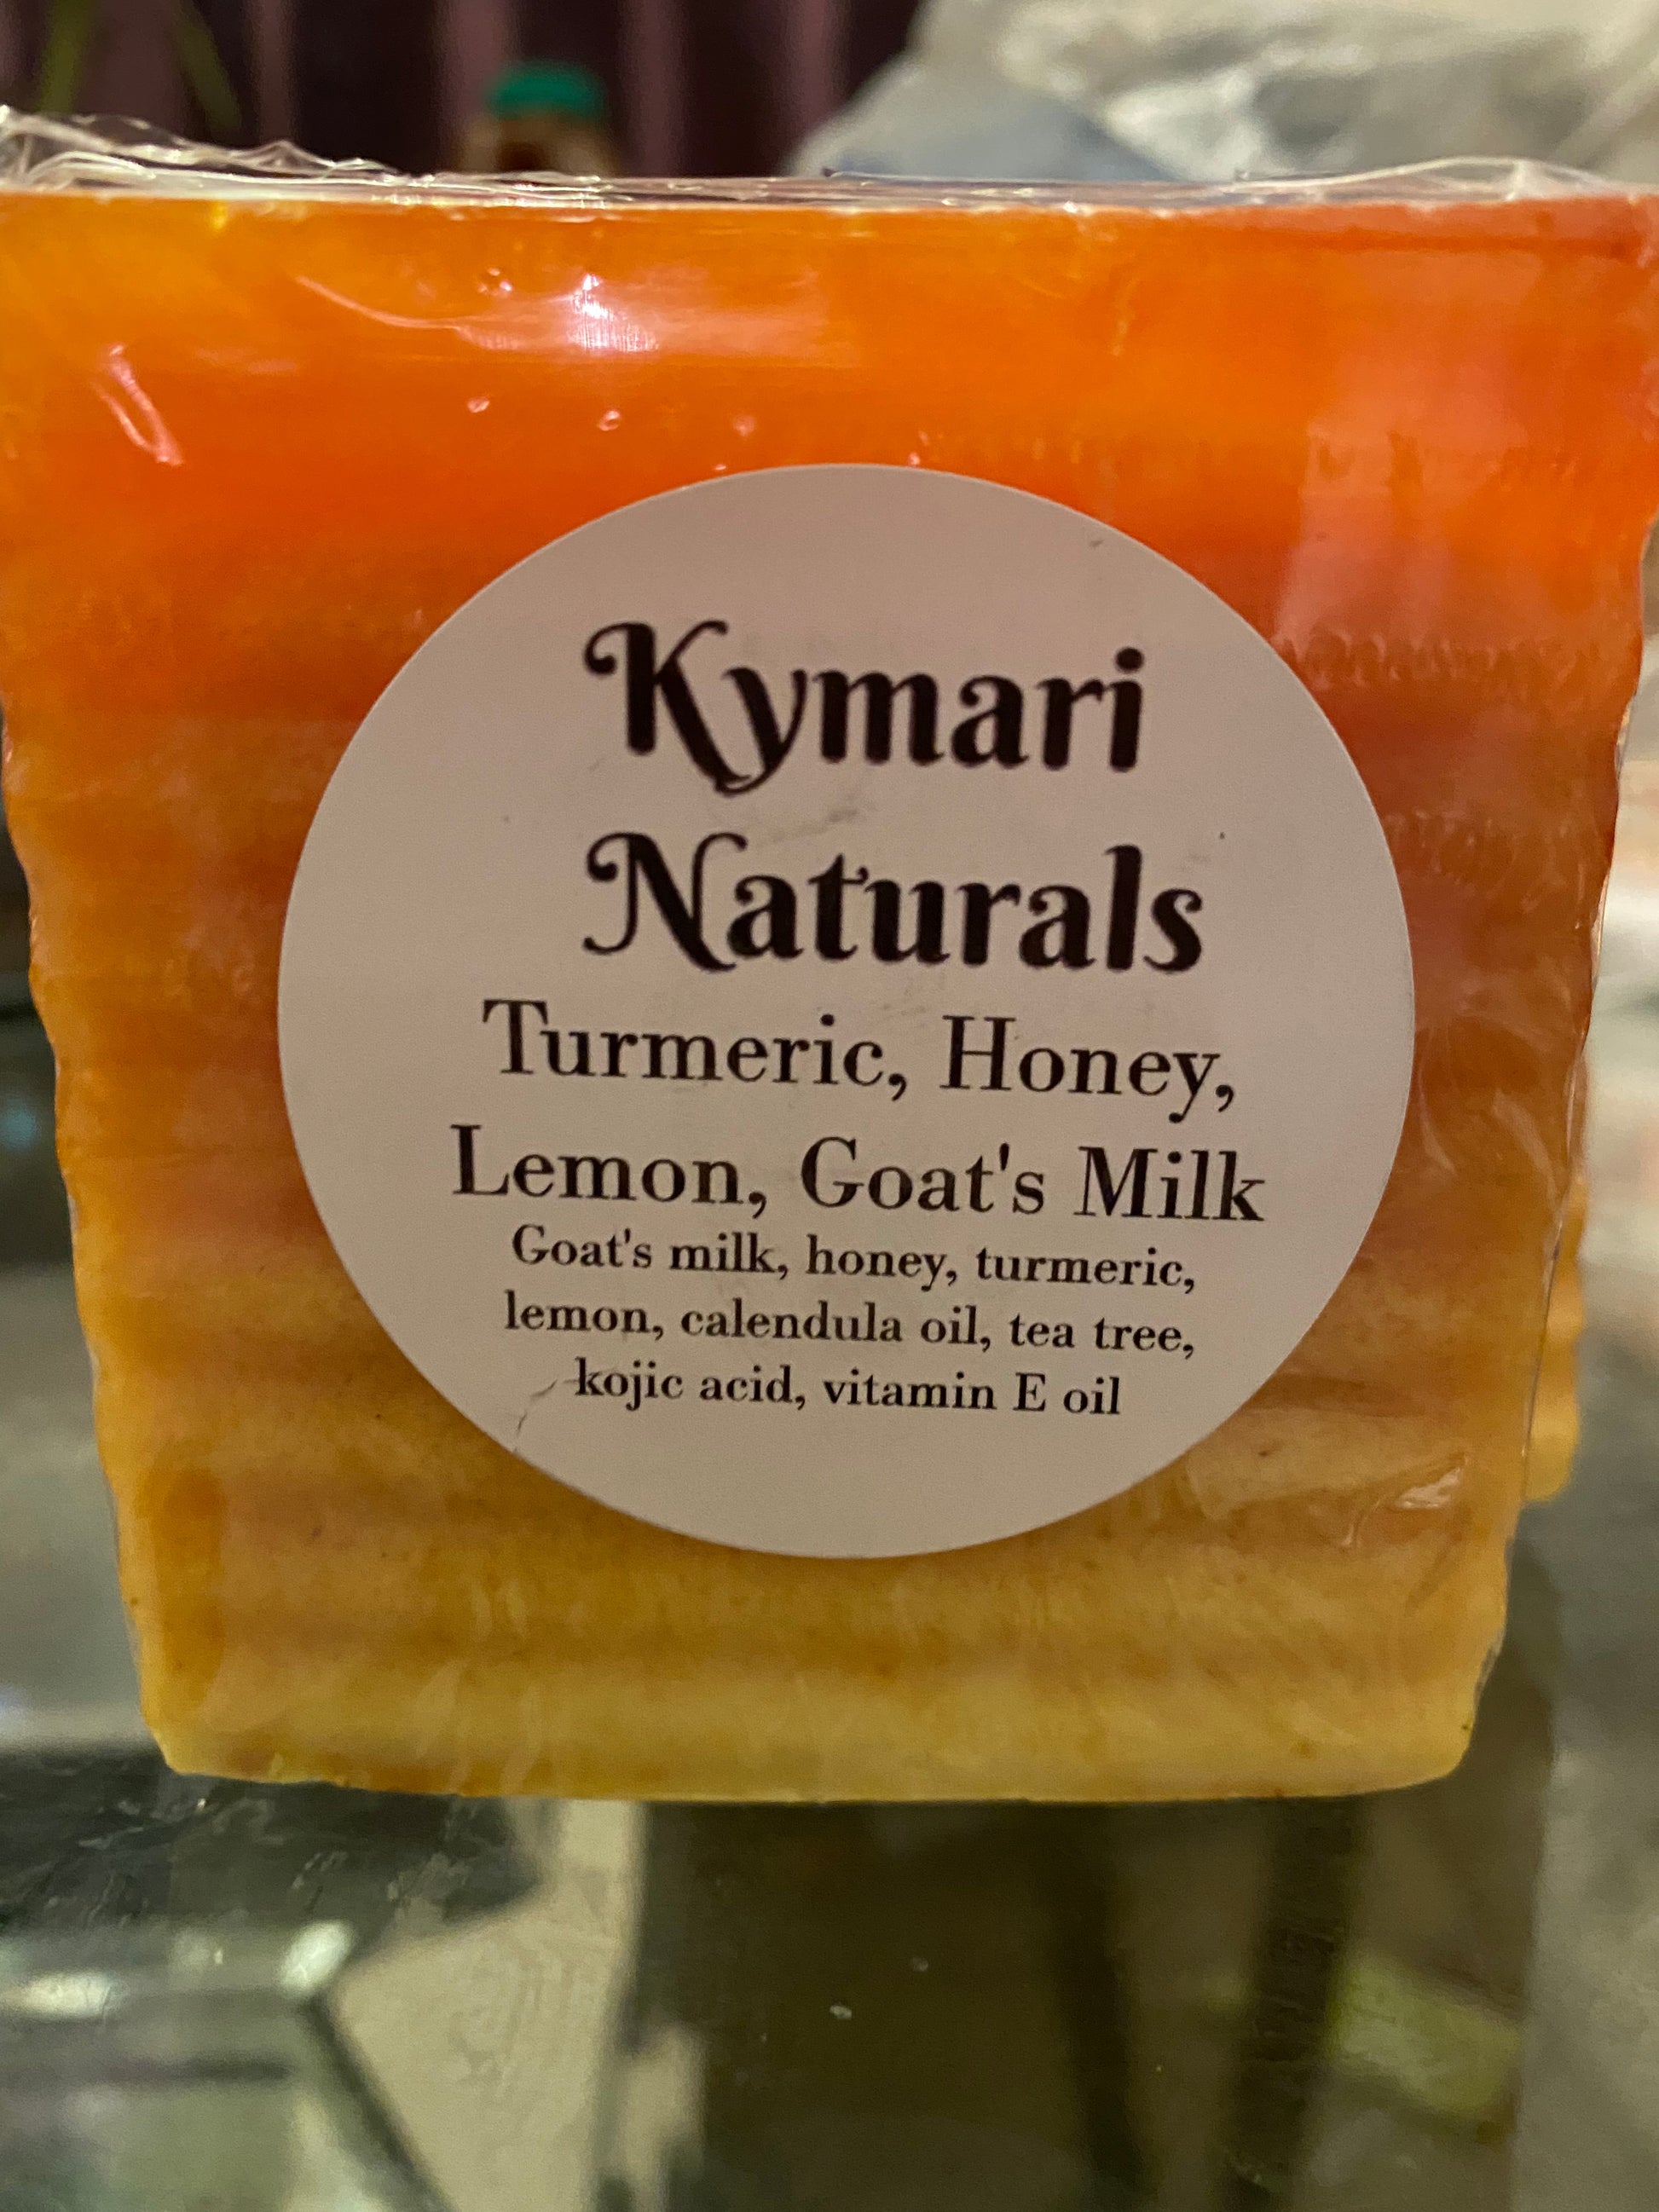 Kymari
Naturals
Turmeric, Honey,
Lemon, Goat's Milk
Goat's milk, honey, turmeric,
lemon, calendula oil, tea tree,
kojic acid, vitamin E oil